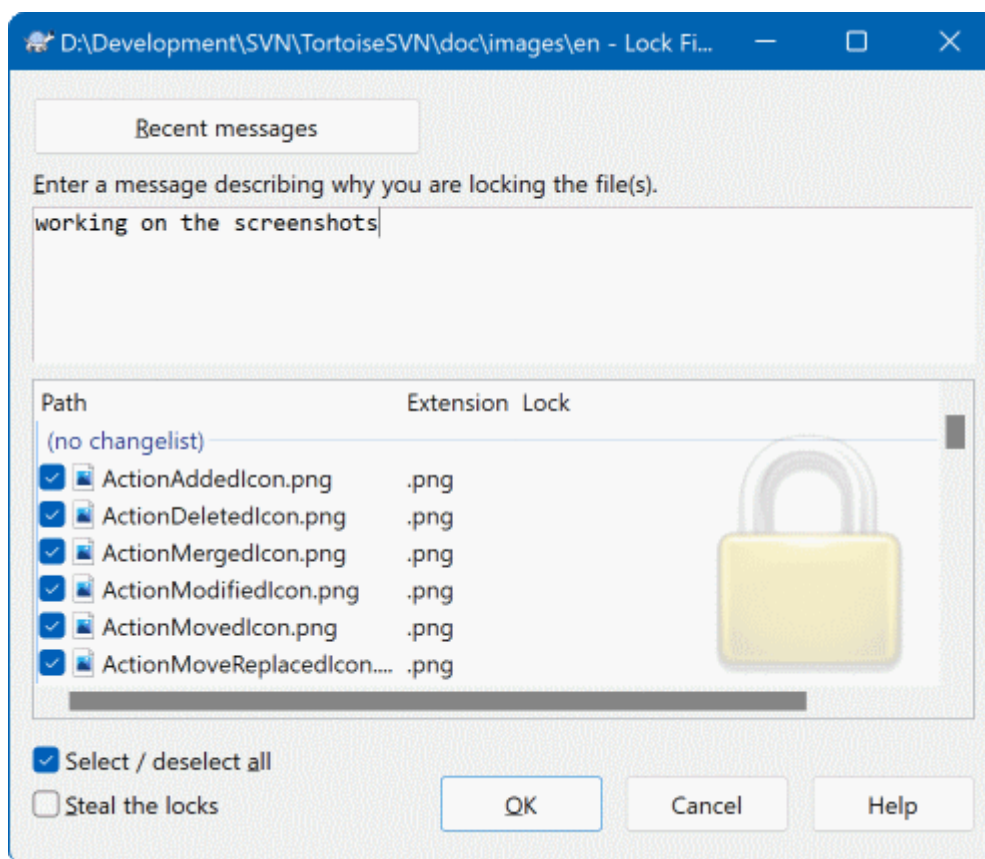 D:\Development\SVN\TortoiseSVN\doc\images\en - Lock Fi...
Recent messages
Enter a message describing why you are locking the file(s).
working on the screenshots
Path Extension Lock
(no changelist)
ActionAddedIcon.png .png
ActionDeletedIcon.png .png
ActionMergedIcon.png .png
ActionModifiedIcon.png .png
ActionMovedIcon.png .png
ActionMoveReplacedIcon.... .png
Select / deselect all
Steal the locks
OK Cancel Help